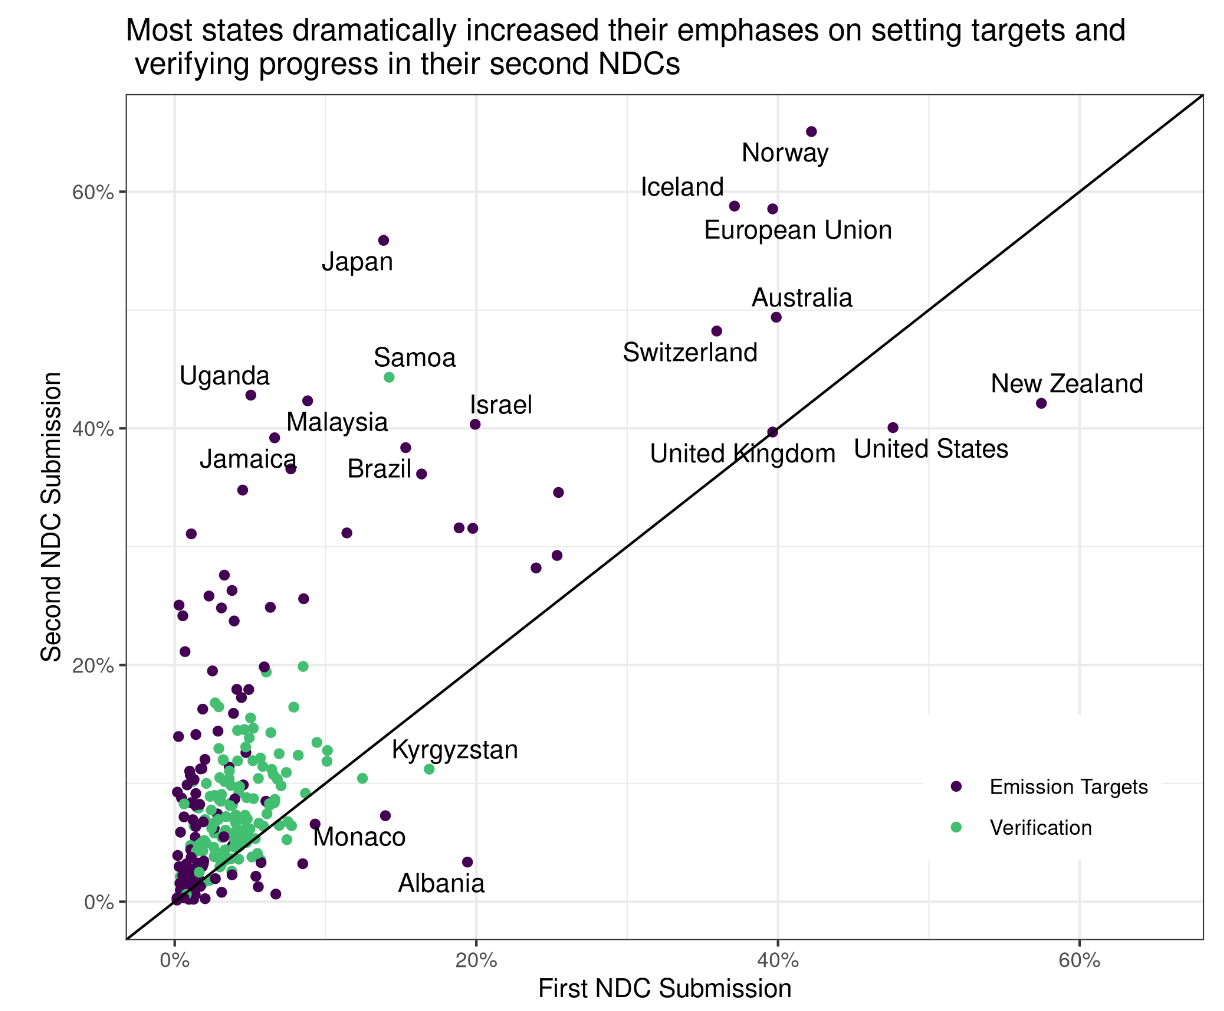 Most states dramatically increased their emphases on setting targets and
verifying progress in their second NDCs
Norway
Iceland
European Union
Japan
Australia
Switzerland
Samoa
Uganda
New Zealand
Israel
Malaysia
United Kingdom
United States
Jamaica
Brazil
Kyrgyzstan
Monaco
Albania
Emission Targets
Verification
60%
40%
20%
0%
Second NDC Submission
0%
20%
40%
60%
First NDC Submission